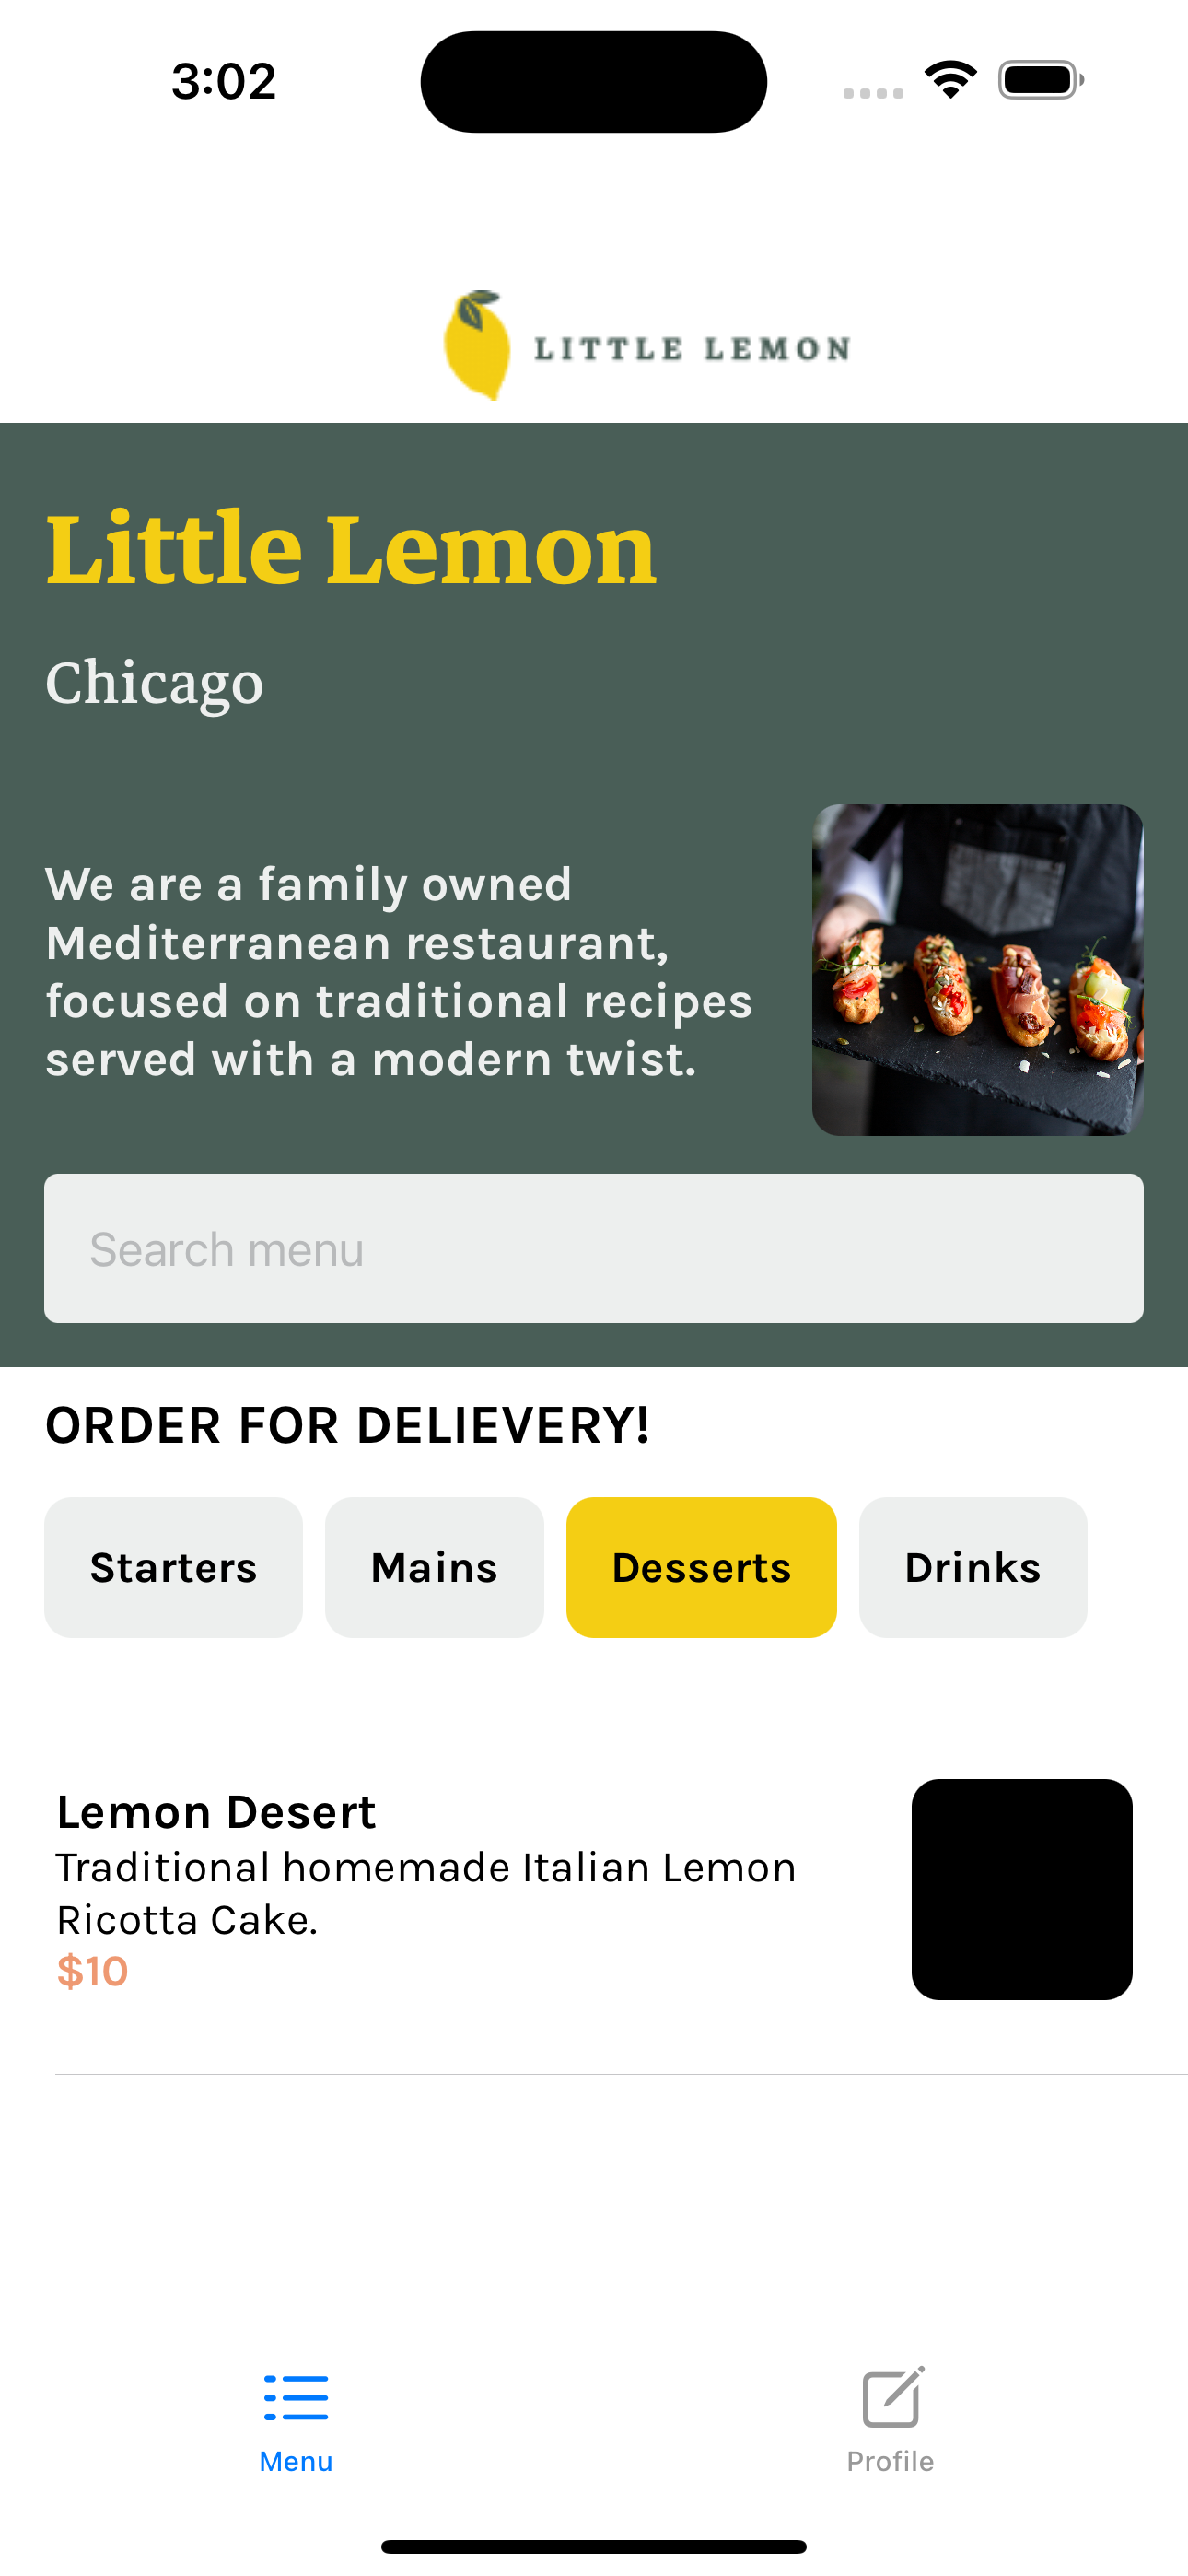 3:02
LITTLE LEMON
Little Lemon
Chicago
We are a family owned
Mediterranean restaurant,
focused on traditional recipes
served with a modern twist.
Search menu
ORDER FOR DELIEVERY!
Starters
Mains
Desserts
Drinks
Lemon Desert
Traditional homemade Italian Lemon
Ricotta Cake.
$10
Menu
Profile